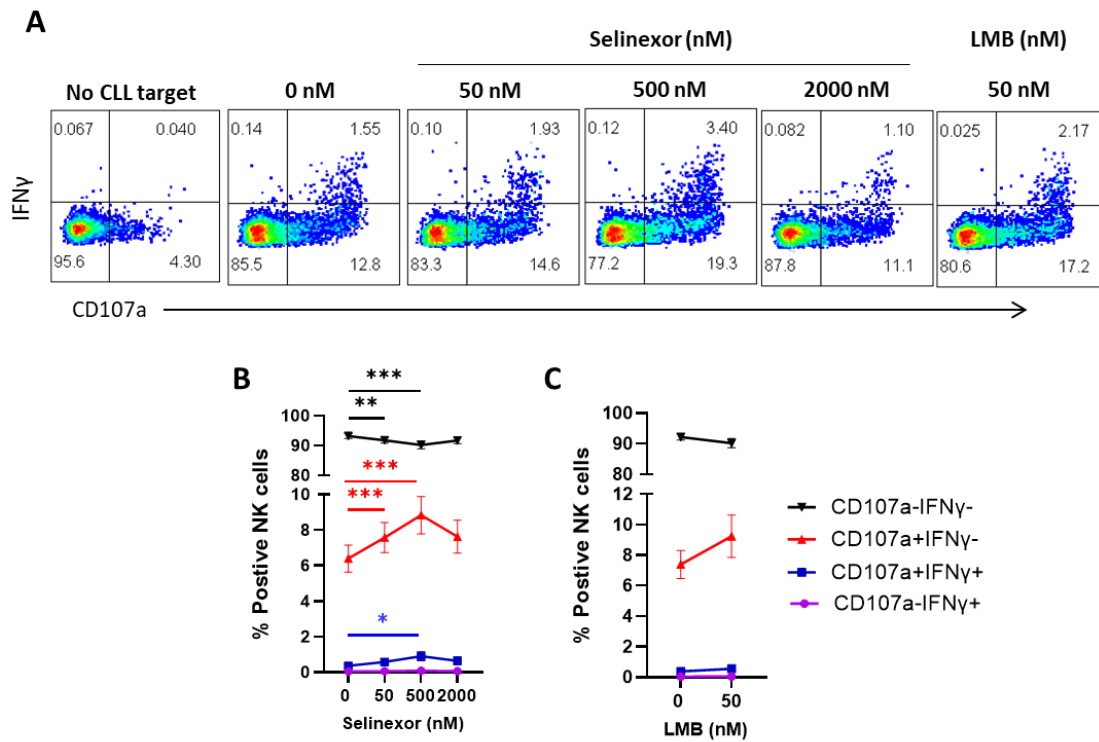 A
Selinexor (nM)
LMB (nM)
No CLL target
0 nM
50 nM
500 nM
2000 nM
50 nM
0.067
0.040
0.14
1.55
0.10
1.93
0.12
3.40
0.082
1.10
0.025
2.17
IFNγ
95.6
4.30
85.5
12.8
83.3
14.6
77.2
19.3
87.8
11.1
80.6
17.2
CD107a
B
***
**
***
***
*
100
90
80
8
6
4
2
0
% Postive NK cells
0
50
500
2000
Selinexor (nM)
C
100
90
80
12
10
8
6
4
2
0
% Postive NK cells
0
50
LMB (nM)
CD107a-IFNγ-
CD107a+IFNγ-
CD107a+IFNγ+
CD107a-IFNγ+